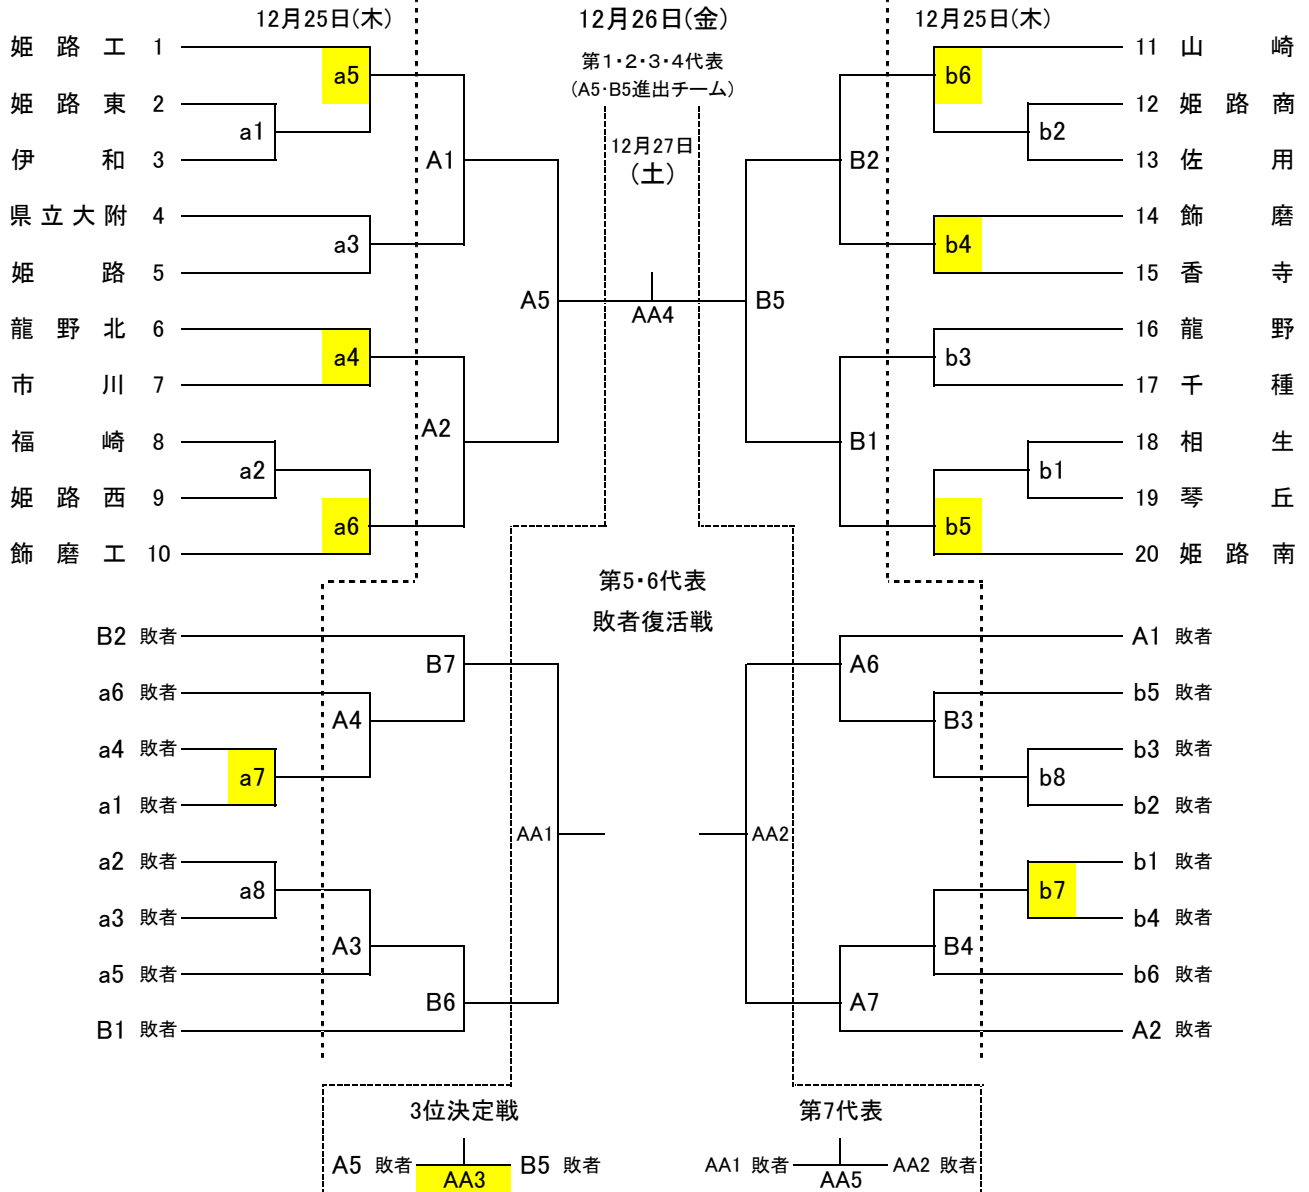 12月25日(木) 12月26日(金) 12月25日(木)
第1・2・3・4代表
(A5・B5進出チーム)
12月27日
(土)
姫路工 1
姫路東 2
伊和 3
県立大附 4
姫路 5
龍野北 6
市川 7
福崎 8
姫路西 9
飾磨工 10
a5
a1
A1
a3
A5
a4
A2
a2
a6
AA4
11 山崎
12 姫路商
13 佐用
14 飾磨
15 香寺
16 龍野
17 千種
18 相生
19 琴丘
20 姫路南
b6
b2
B2
b4
B5
b3
B1
b1
b5
第5・6代表
敗者復活戦
B2 敗者
a6 敗者
a4 敗者
a1 敗者
a2 敗者
a3 敗者
a5 敗者
B1 敗者
B7
A4
a7
AA1
a8
A3
B6
A1 敗者
b5 敗者
b3 敗者
b2 敗者
b1 敗者
b4 敗者
b6 敗者
A2 敗者
A6
B3
b8
AA2
b7
B4
A7
3位決定戦
A5 敗者 B5 敗者
AA3
第7代表
AA1 敗者 AA2 敗者
AA5